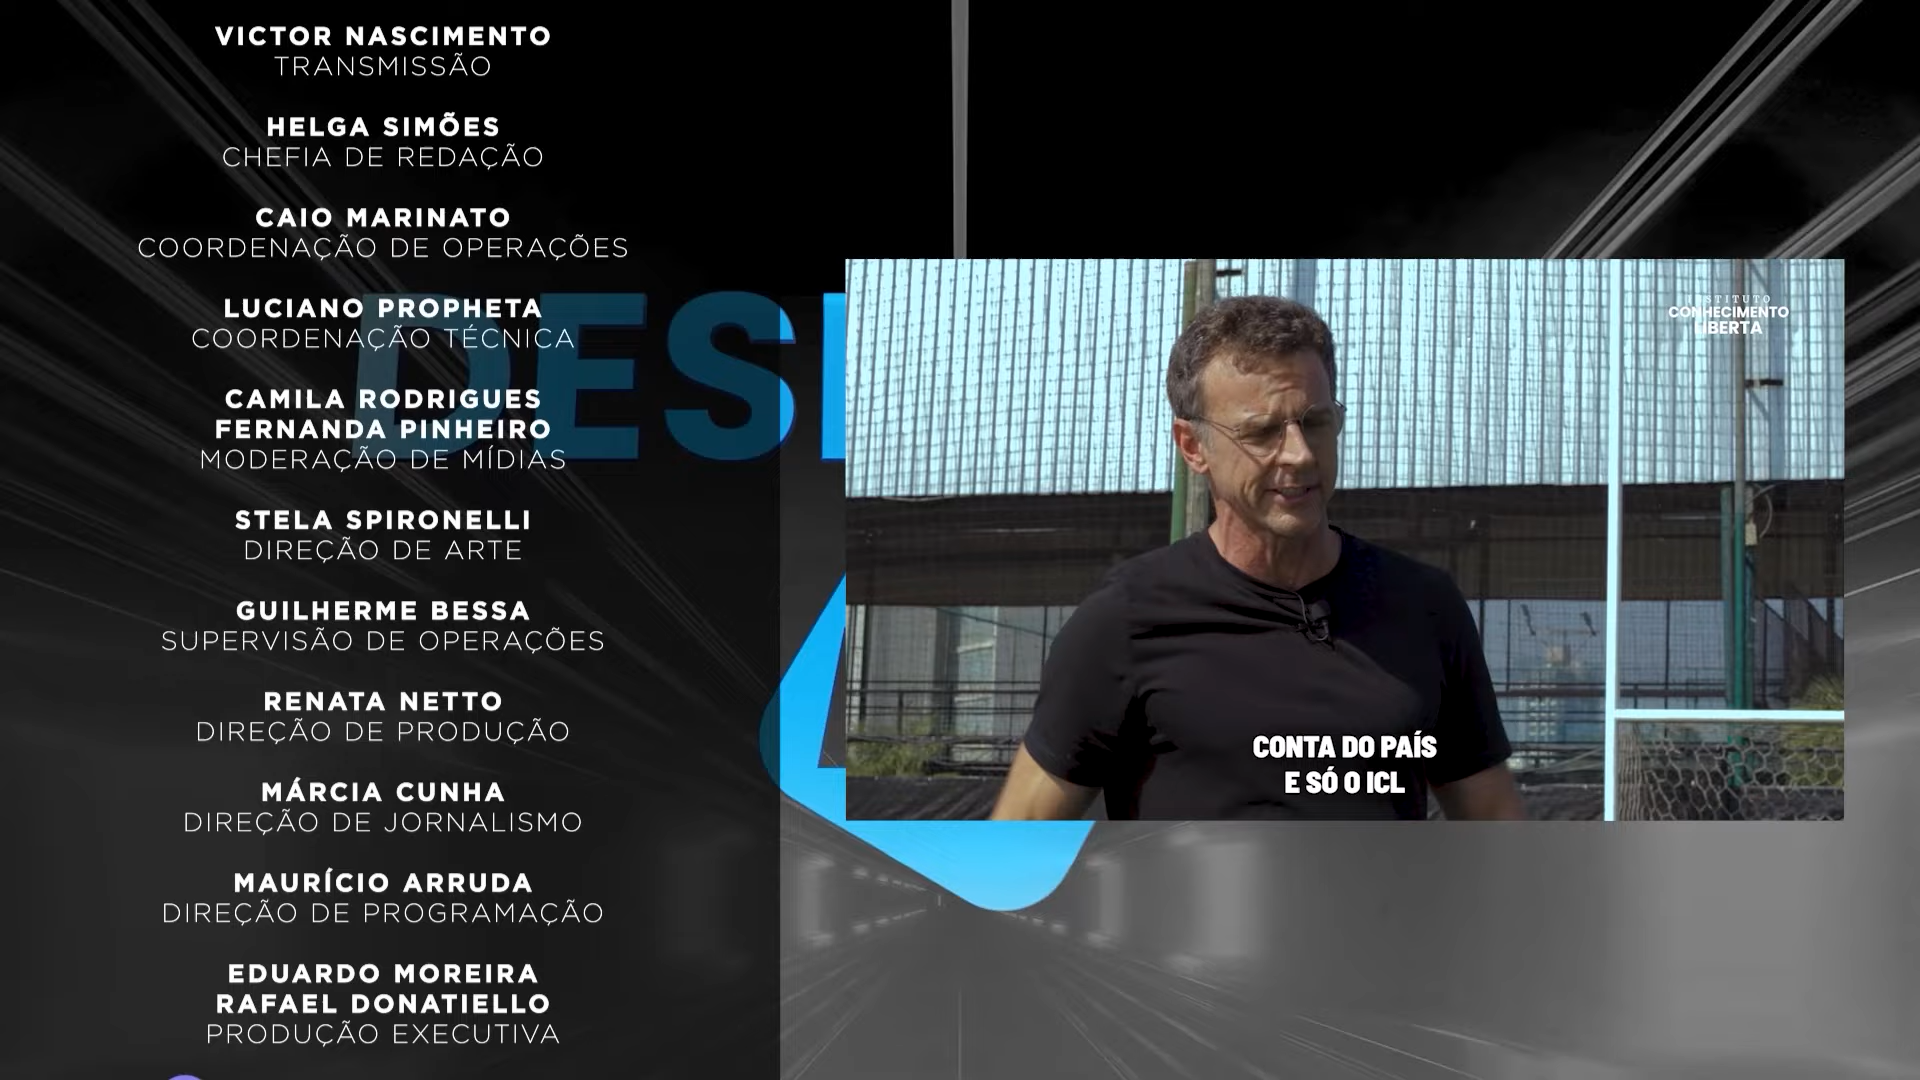 VICTOR NASCIMENTO
TRANSMISSÃO
HELGA SIMÕES
CHEFIA DE REDAÇÃO
CAIO MARINATO
COORDENAÇÃO DE OPERAÇÕES
LUCIANO PROPHETA
COORDENAÇÃO TÉCNICA
CAMILA RODRIGUES
FERNANDA PINHEIRO
MODERAÇÃO DE MÍDIAS
STELA SPIRONELLI
DIREÇÃO DE ARTE
GUILHERME BESSA
SUPERVISÃO DE OPERAÇÕES
RENATA NETTO
DIREÇÃO DE PRODUÇÃO
MÁRCIA CUNHA
DIREÇÃO DE JORNALISMO
MAURÍCIO ARRUDA
DIREÇÃO DE PROGRAMAÇÃO
EDUARDO MOREIRA
RAFAEL DONATIELLO
PRODUÇÃO EXECUTIVA
DES
INSTITUTO
CONHECIMENTO
LIBERTA
CONTA DO PAÍS
E SÓ O ICL